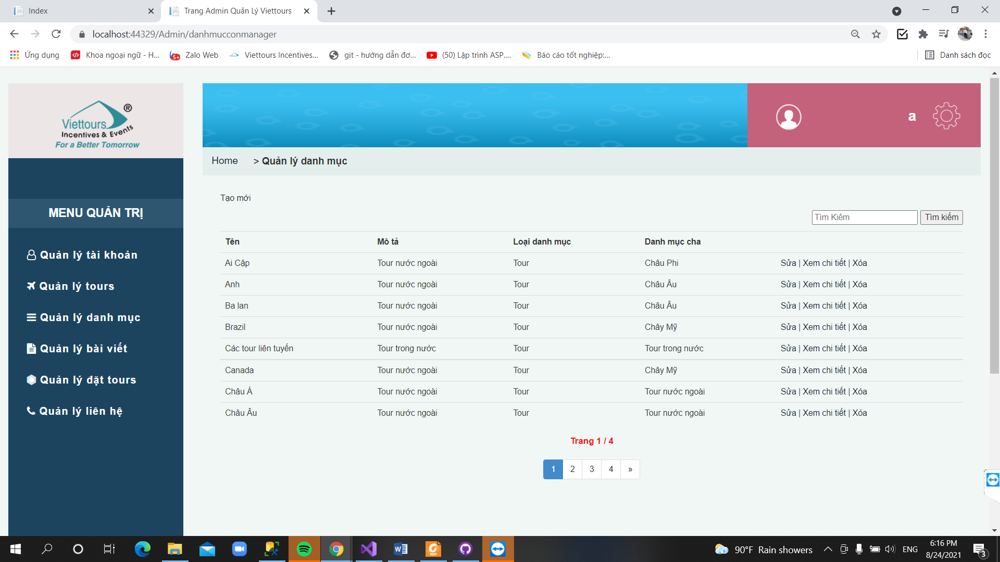 Index
Trang Admin Quản Lý Viettours
localhost:44329/Admin/danhmucconmanager
Ứng dụng
Khoa ngoại ngữ - H...
5+
Zalo Web
Viettours Incentives...
git - hướng dẫn đơ...
(50) Lập trình ASP....
Báo cáo tốt nghiệp:...
Danh sách đọc
Viettours®
Incentives & Events
For a Better Tomorrow
a
Home > Quản lý danh mục
MENU QUẢN TRỊ
Quản lý tài khoản
Quản lý tours
Quản lý danh mục
Quản lý bài viết
Quản lý đặt tours
Quản lý liên hệ
Tạo mới
Tìm Kiếm Tìm kiếm
Tên Mô tả Loại danh mục Danh mục cha
Ai Cập Tour nước ngoài Tour Châu Phi Sửa | Xem chi tiết | Xóa
Anh Tour nước ngoài Tour Châu Âu Sửa | Xem chi tiết | Xóa
Ba lan Tour nước ngoài Tour Châu Âu Sửa | Xem chi tiết | Xóa
Brazil Tour nước ngoài Tour Chây Mỹ Sửa | Xem chi tiết | Xóa
Các tour liên tuyến Tour trong nước Tour Tour trong nước Sửa | Xem chi tiết | Xóa
Canada Tour nước ngoài Tour Chây Mỹ Sửa | Xem chi tiết | Xóa
Châu Á Tour nước ngoài Tour Tour nước ngoài Sửa | Xem chi tiết | Xóa
Châu Âu Tour nước ngoài Tour Tour nước ngoài Sửa | Xem chi tiết | Xóa
Trang 1 / 4
1 2 3 4 »
PDF
90°F Rain showers
ENG
6:16 PM
8/24/2021
3